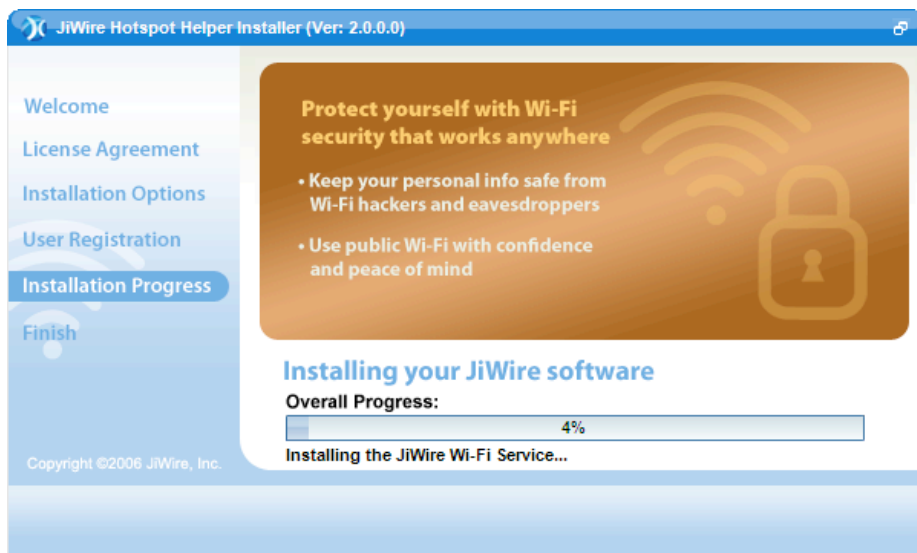 JiWire Hotspot Helper Installer (Ver: 2.0.0.0)
Welcome
License Agreement
Installation Options
User Registration
Installation Progress
Finish
Copyright ©2006 JiWire, Inc.
Protect yourself with Wi-Fi
security that works anywhere
• Keep your personal info safe from
Wi-Fi hackers and eavesdroppers
• Use public Wi-Fi with confidence
and peace of mind
Installing your JiWire software
Overall Progress:
4%
Installing the JiWire Wi-Fi Service...